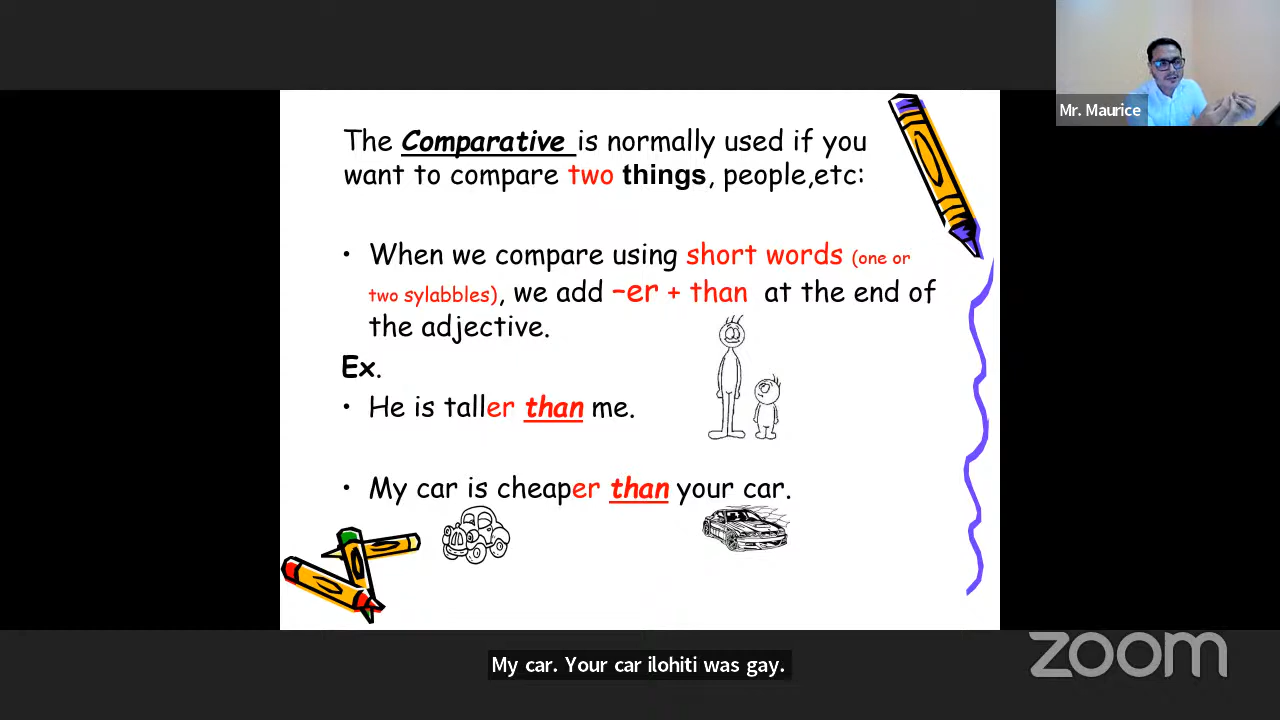 Mr. Maurice
The Comparative is normally used if you
want to compare two things, people,etc:
• When we compare using short words (one or
two sylabbles), we add –er + than at the end of
the adjective.
Ex.
• He is taller than me.
• My car is cheaper than your car.
My car. Your car ilohiti was gay.
zoom